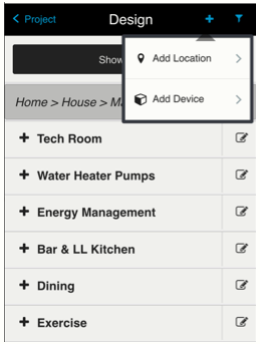 Project Design
Show
Add Location
Home > House > M
Add Device
Tech Room
Water Heater Pumps
Energy Management
Bar & LL Kitchen
Dining
Exercise